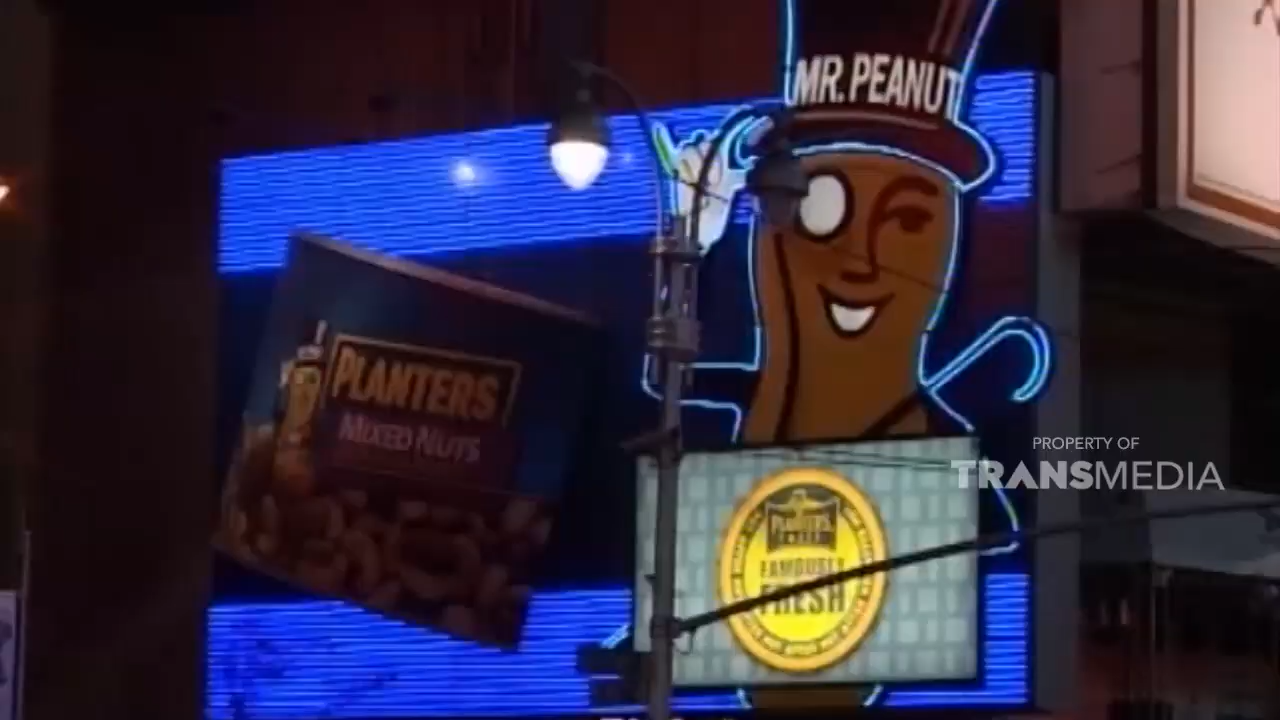 MR. PEANUT
PLANTERS
MIXED NUTS
PROPERTY OF
TRANSMEDIA
PLANTERS
FAMOUSLY
FRESH